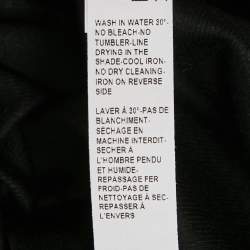 WASH IN WATER 30°-
NO BLEACH-NO
TUMBLER-LINE
DRYING IN THE
SHADE-COOL IRON-
NO DRY CLEANING-
IRON ON REVERSE
SIDE
LAVER À 30°-PAS DE
BLANCHIMENT-
SÉCHAGE EN
MACHINE INTERDIT-
SÉCHER À
L'HOMBRE PENDU
ET HUMIDE-
REPASSAGE FER
FROID-PAS DE
NETTOYAGE À SEC-
REPASSER À
L'ENVERS